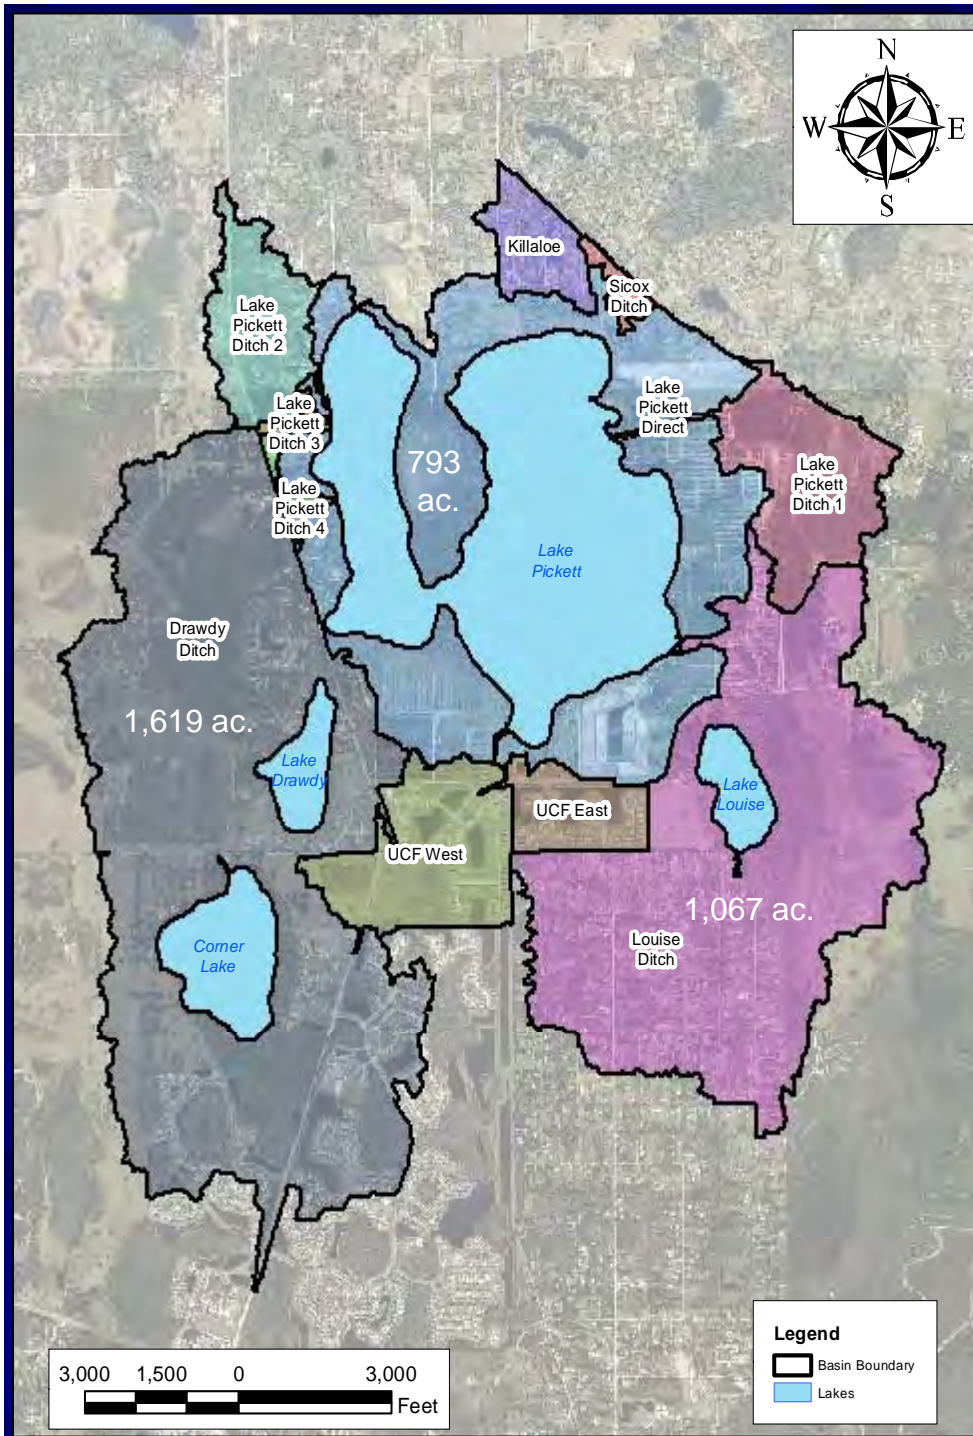 N
W
E
S
Killaloe
Sicox
Ditch
Lake
Pickett
Ditch 2
Lake
Pickett
Direct
Lake
Pickett
Ditch 3
793
ac.
Lake
Pickett
Ditch 1
Lake
Pickett
Ditch 4
Lake
Pickett
Drawdy
Ditch
1,619 ac.
Lake
Drawdy
Lake
Louise
UCF East
UCF West
1,067 ac.
Louise
Ditch
Corner
Lake
Legend
Basin Boundary
Lakes
3,000 1,500 0 3,000
Feet